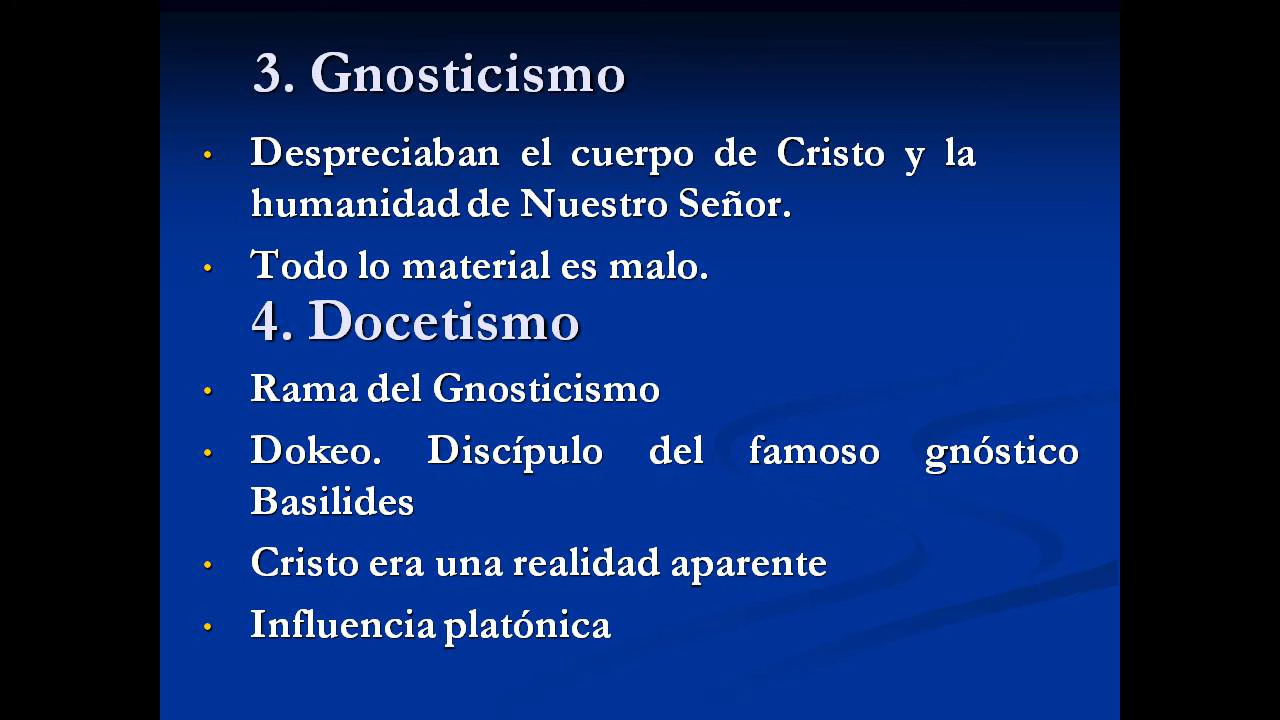 3. Gnosticismo
• Despreciaban el cuerpo de Cristo y la
humanidad de Nuestro Señor.
• Todo lo material es malo.
4. Docetismo
• Rama del Gnosticismo
• Dokeo. Discípulo del famoso gnóstico
Basilides
• Cristo era una realidad aparente
• Influencia platónica